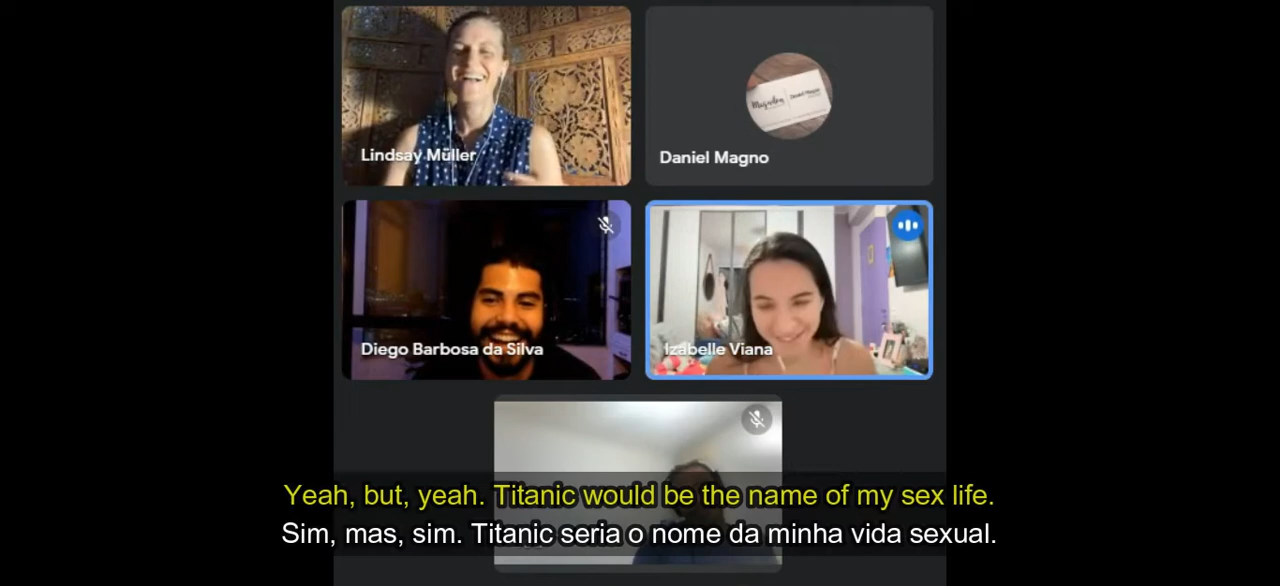 Lindsay Müller
Daniel Magno
Diego Barbosa da Silva
Izabelle Viana
Yeah, but, yeah. Titanic would be the name of my sex life.
Sim, mas, sim. Titanic seria o nome da minha vida sexual.